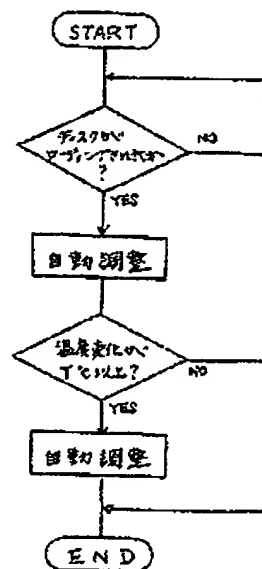 START
ディスクが
ローディングされたか
?
NO
YES
自動調整
温度変化が
T℃以上?
NO
YES
自動調整
END